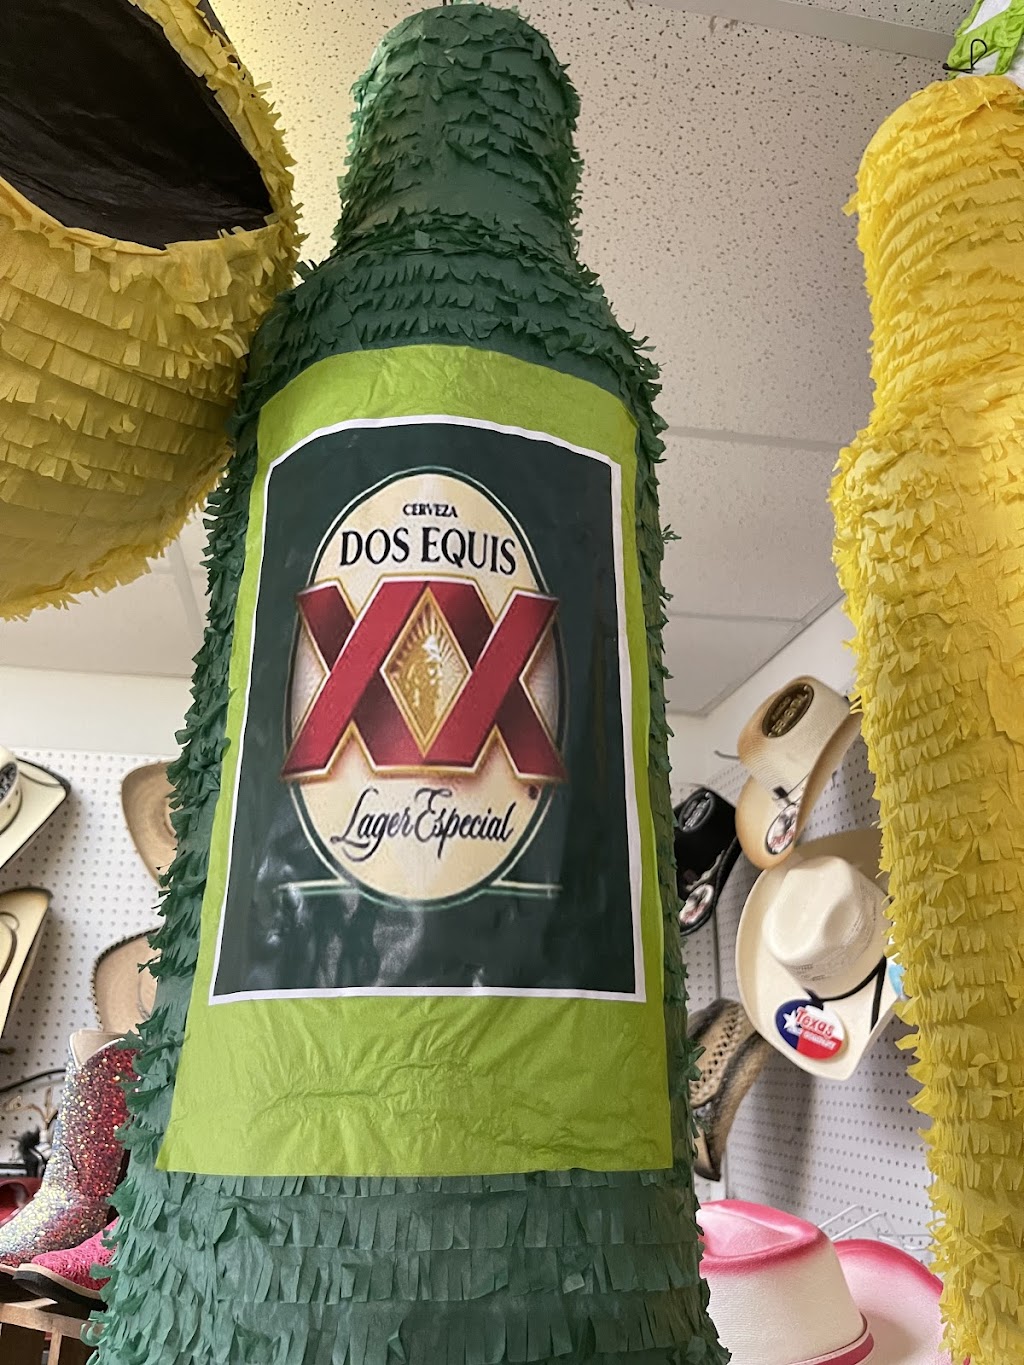 CERVEZA
DOS EQUIS
XX
Lager Especial
Texas